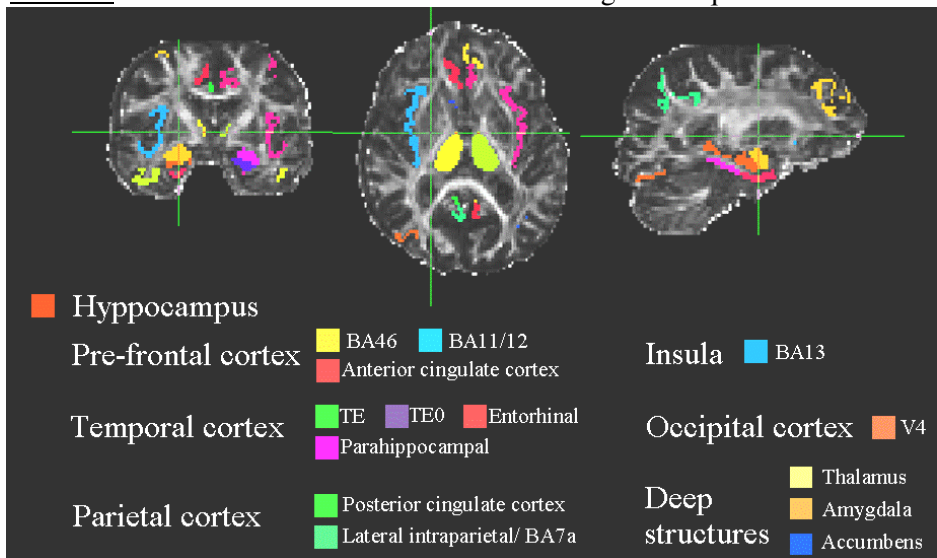 Hyppocampus
Pre-frontal cortex
BA46 BA11/12
Anterior cingulate cortex
Insula BA13
Temporal cortex
TE TE0 Entorhinal
Parahippocampal
Occipital cortex V4
Parietal cortex
Posterior cingulate cortex
Lateral intraparietal/ BA7a
Deep
structures
Thalamus
Amygdala
Accumbens